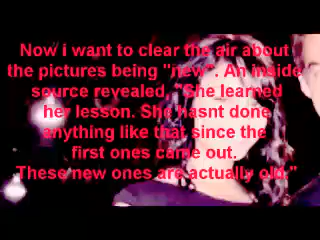 Now i want to clear the air about
the pictures being "new". An inside
source revealed, "She learned
her lesson. She hasnt done
anything like that since the
first ones came out.
These new ones are actually old."